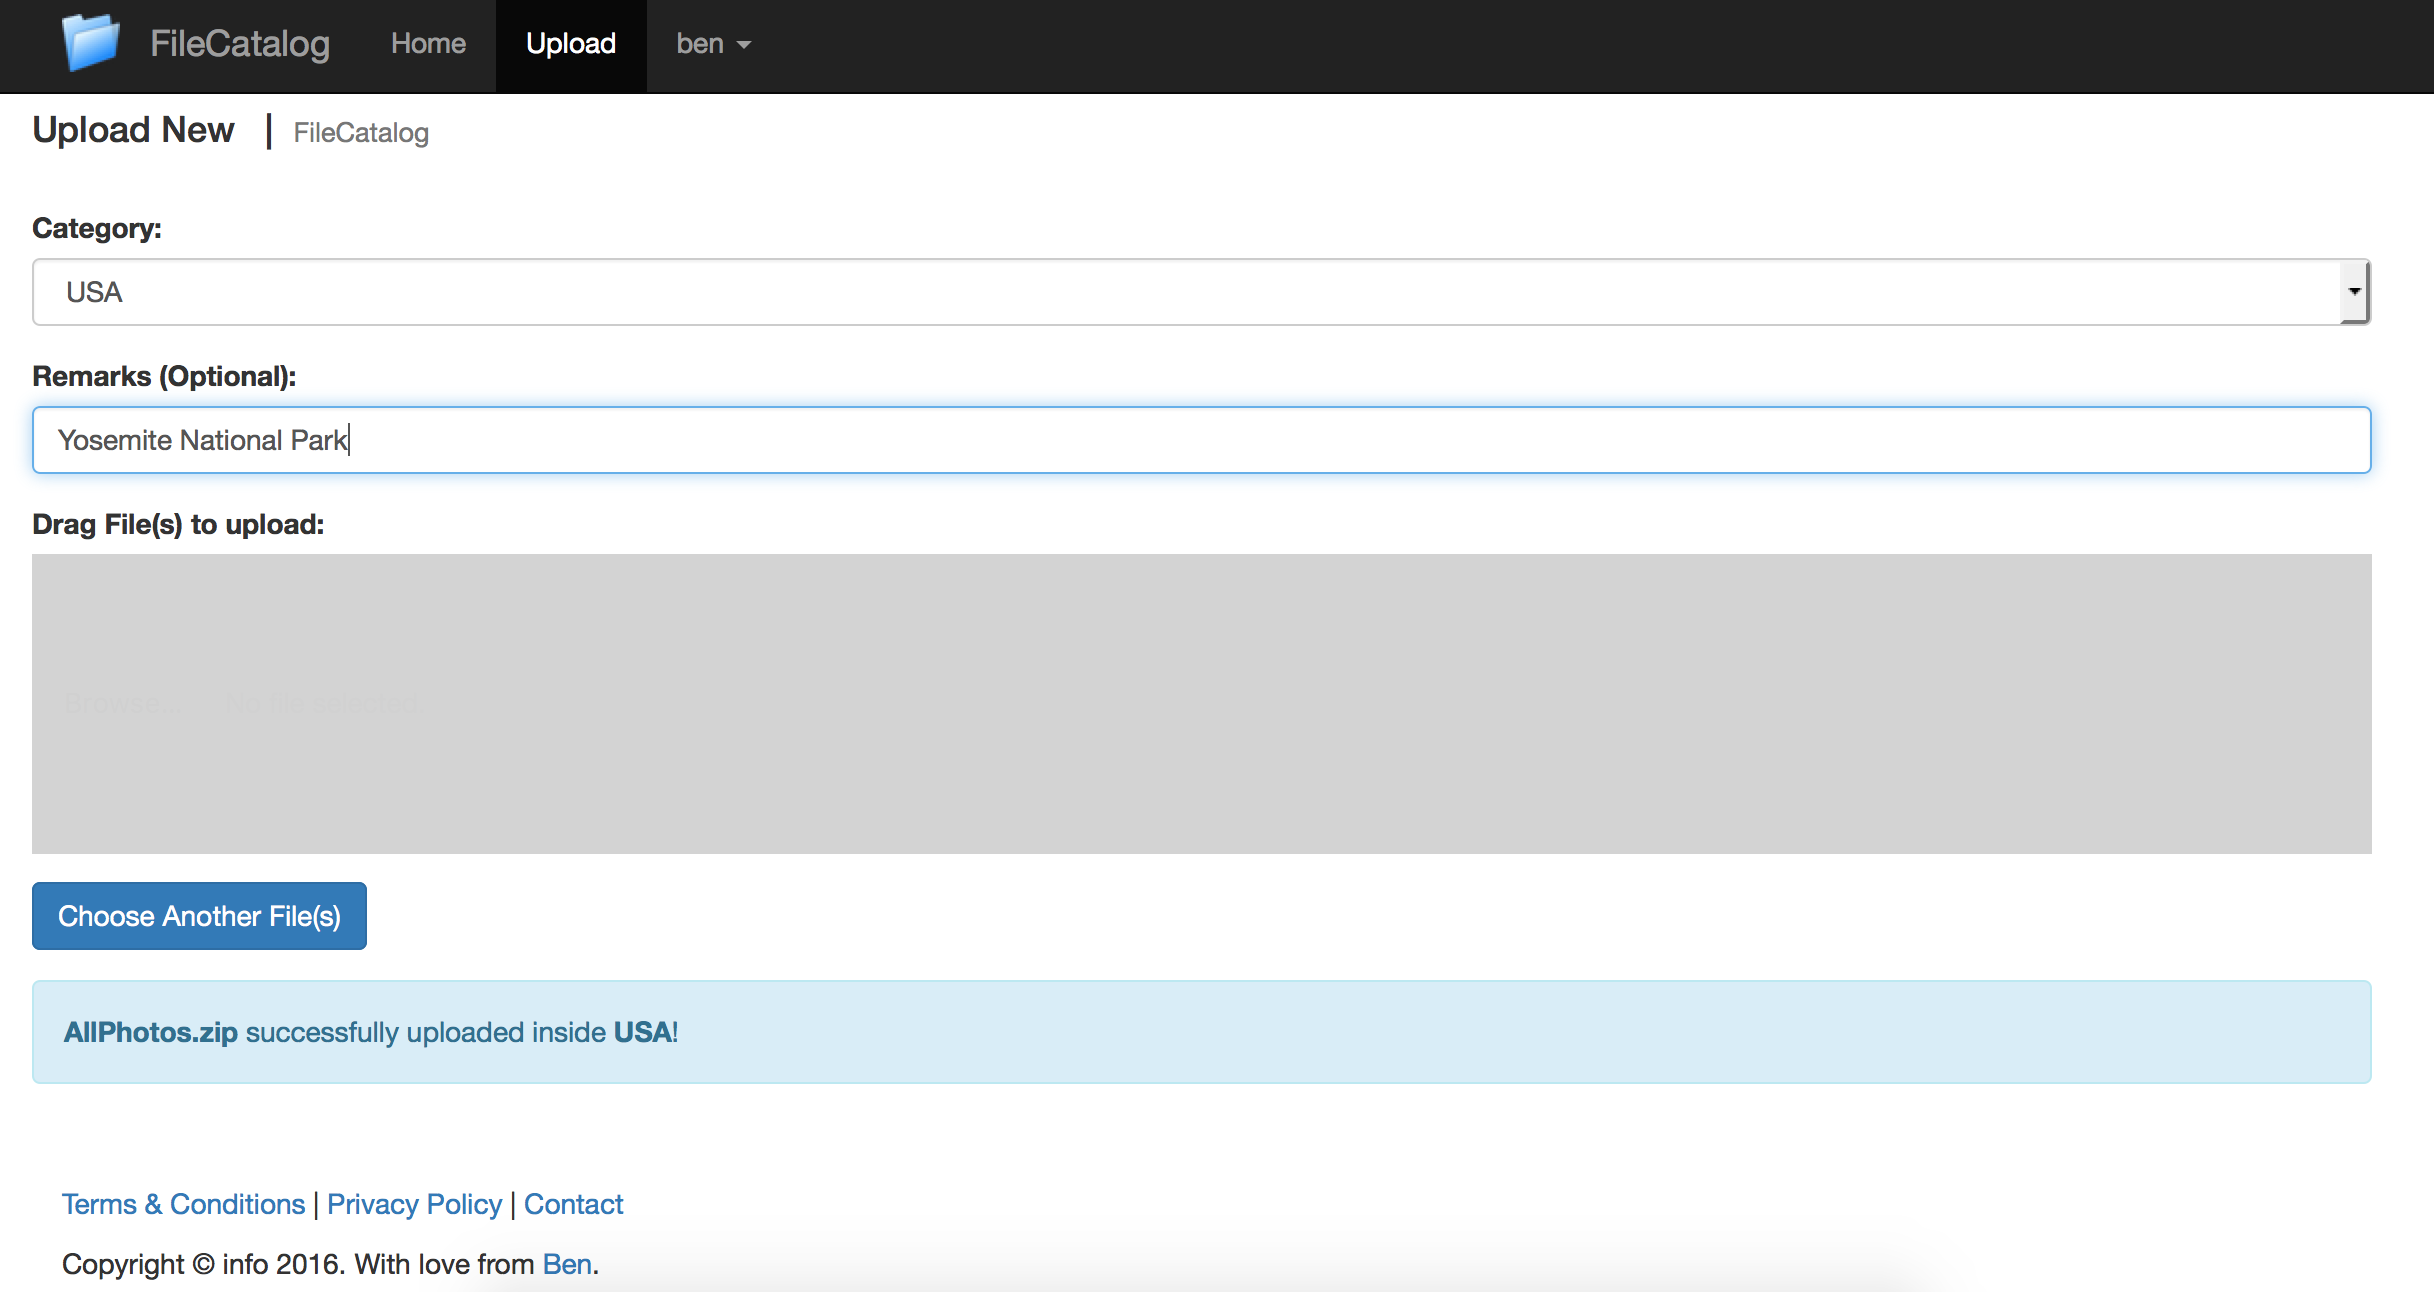 FileCatalog Home Upload ben
Upload New | FileCatalog
Category:
USA
Remarks (Optional):
Yosemite National Park
Drag File(s) to upload:
Browse... No file selected.
Choose Another File(s)
AllPhotos.zip successfully uploaded inside USA!
Terms & Conditions | Privacy Policy | Contact
Copyright © info 2016. With love from Ben.